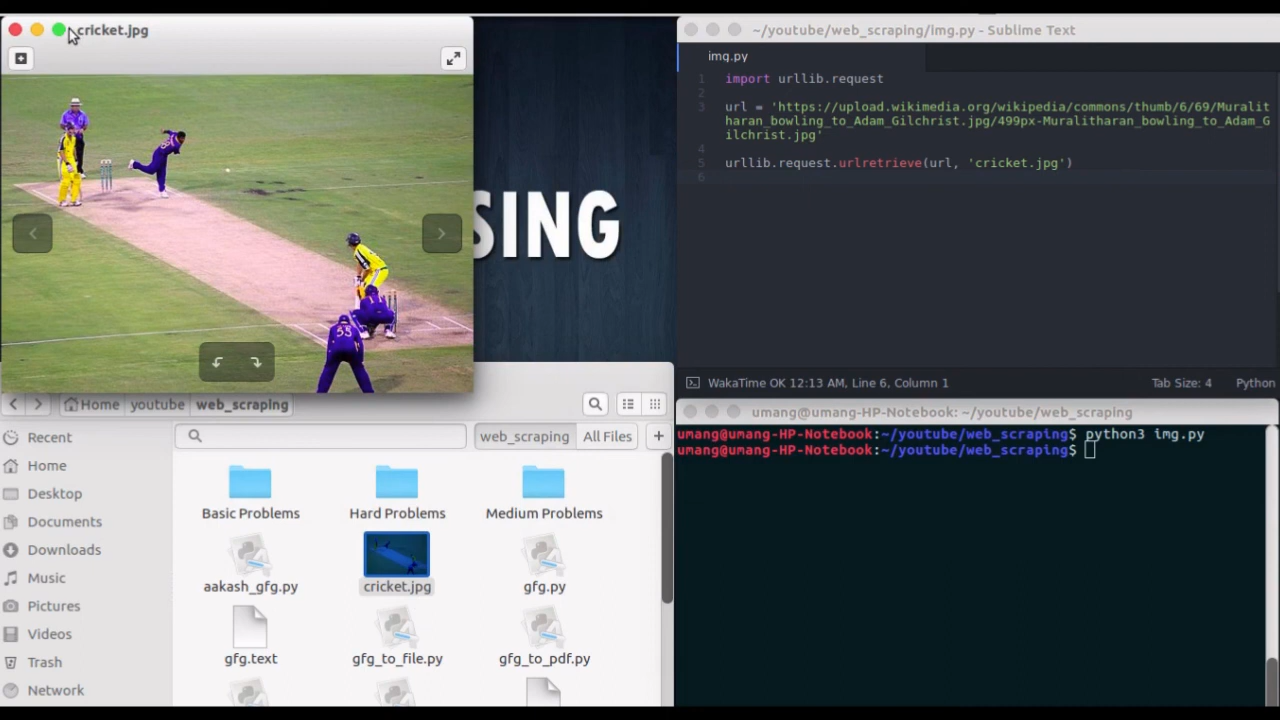 cricket.jpg
55
SING
~/youtube/web_scraping/img.py - Sublime Text
img.py
1 import urllib.request
2
3 url = 'https://upload.wikimedia.org/wikipedia/commons/thumb/6/69/Muralit
haran_bowling_to_Adam_Gilchrist.jpg/499px-Muralitharan_bowling_to_Adam_G
ilchrist.jpg'
4
5 urllib.request.urlretrieve(url, 'cricket.jpg')
6
WakaTime OK 12:13 AM, Line 6, Column 1 Tab Size: 4 Python
Home youtube web_scraping
web_scraping All Files
Recent
Home
Desktop
Documents
Downloads
Music
Pictures
Videos
Trash
Network
Basic Problems Hard Problems Medium Problems
aakash_gfg.py cricket.jpg gfg.py
gfg.text gfg_to_file.py gfg_to_pdf.py
umang@umang-HP-Notebook: ~/youtube/web_scraping
umang@umang-HP-Notebook:~/youtube/web_scraping$ python3 img.py
umang@umang-HP-Notebook:~/youtube/web_scraping$